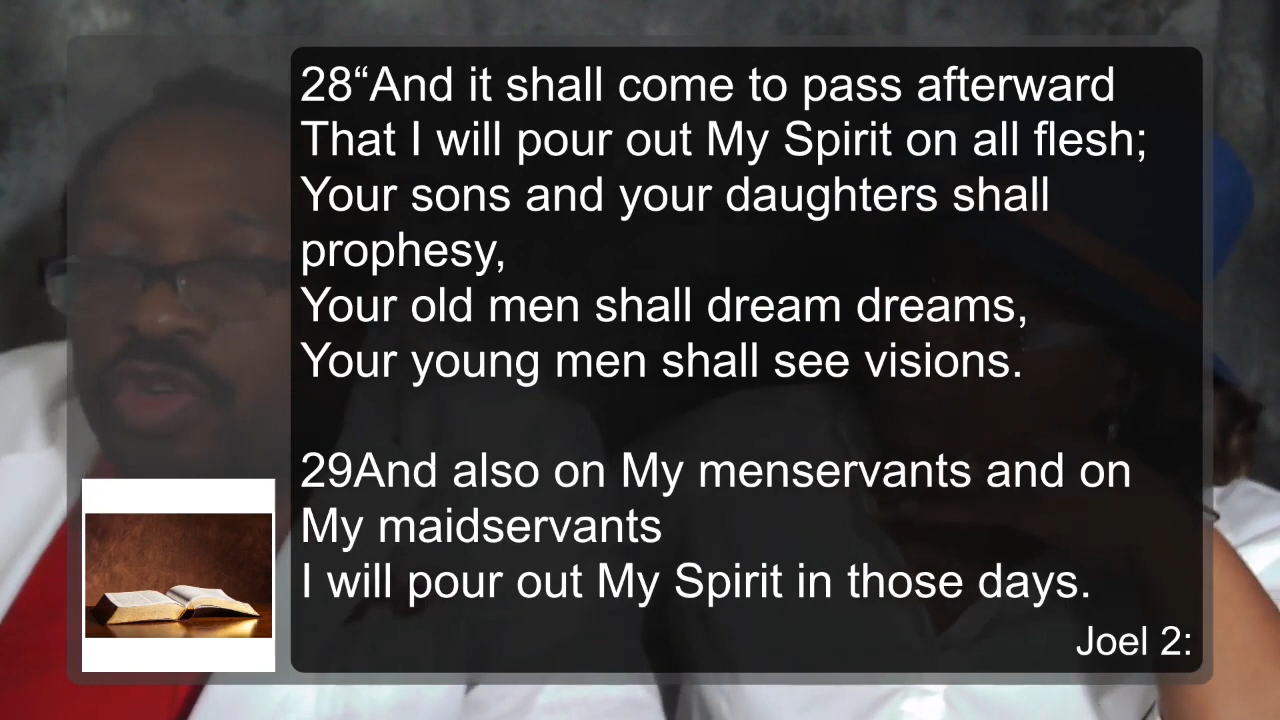 28“And it shall come to pass afterward
That I will pour out My Spirit on all flesh;
Your sons and your daughters shall
prophesy,
Your old men shall dream dreams,
Your young men shall see visions.
29And also on My menservants and on
My maidservants
I will pour out My Spirit in those days.
Joel 2: